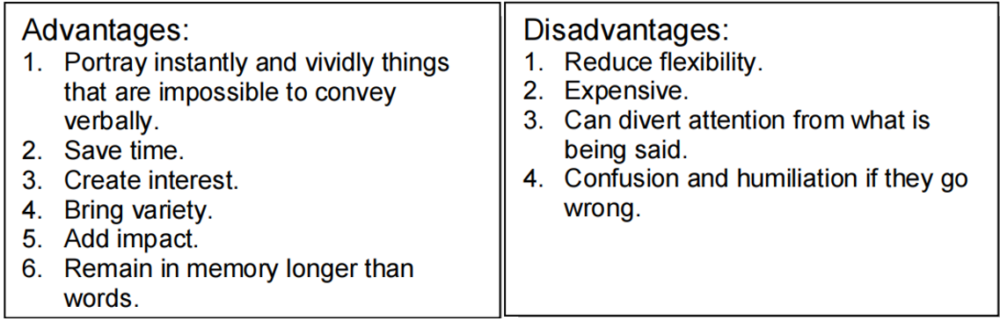 Advantages:
1. Portray instantly and vividly things
that are impossible to convey
verbally.
2. Save time.
3. Create interest.
4. Bring variety.
5. Add impact.
6. Remain in memory longer than
words.
Disadvantages:
1. Reduce flexibility.
2. Expensive.
3. Can divert attention from what is
being said.
4. Confusion and humiliation if they go
wrong.